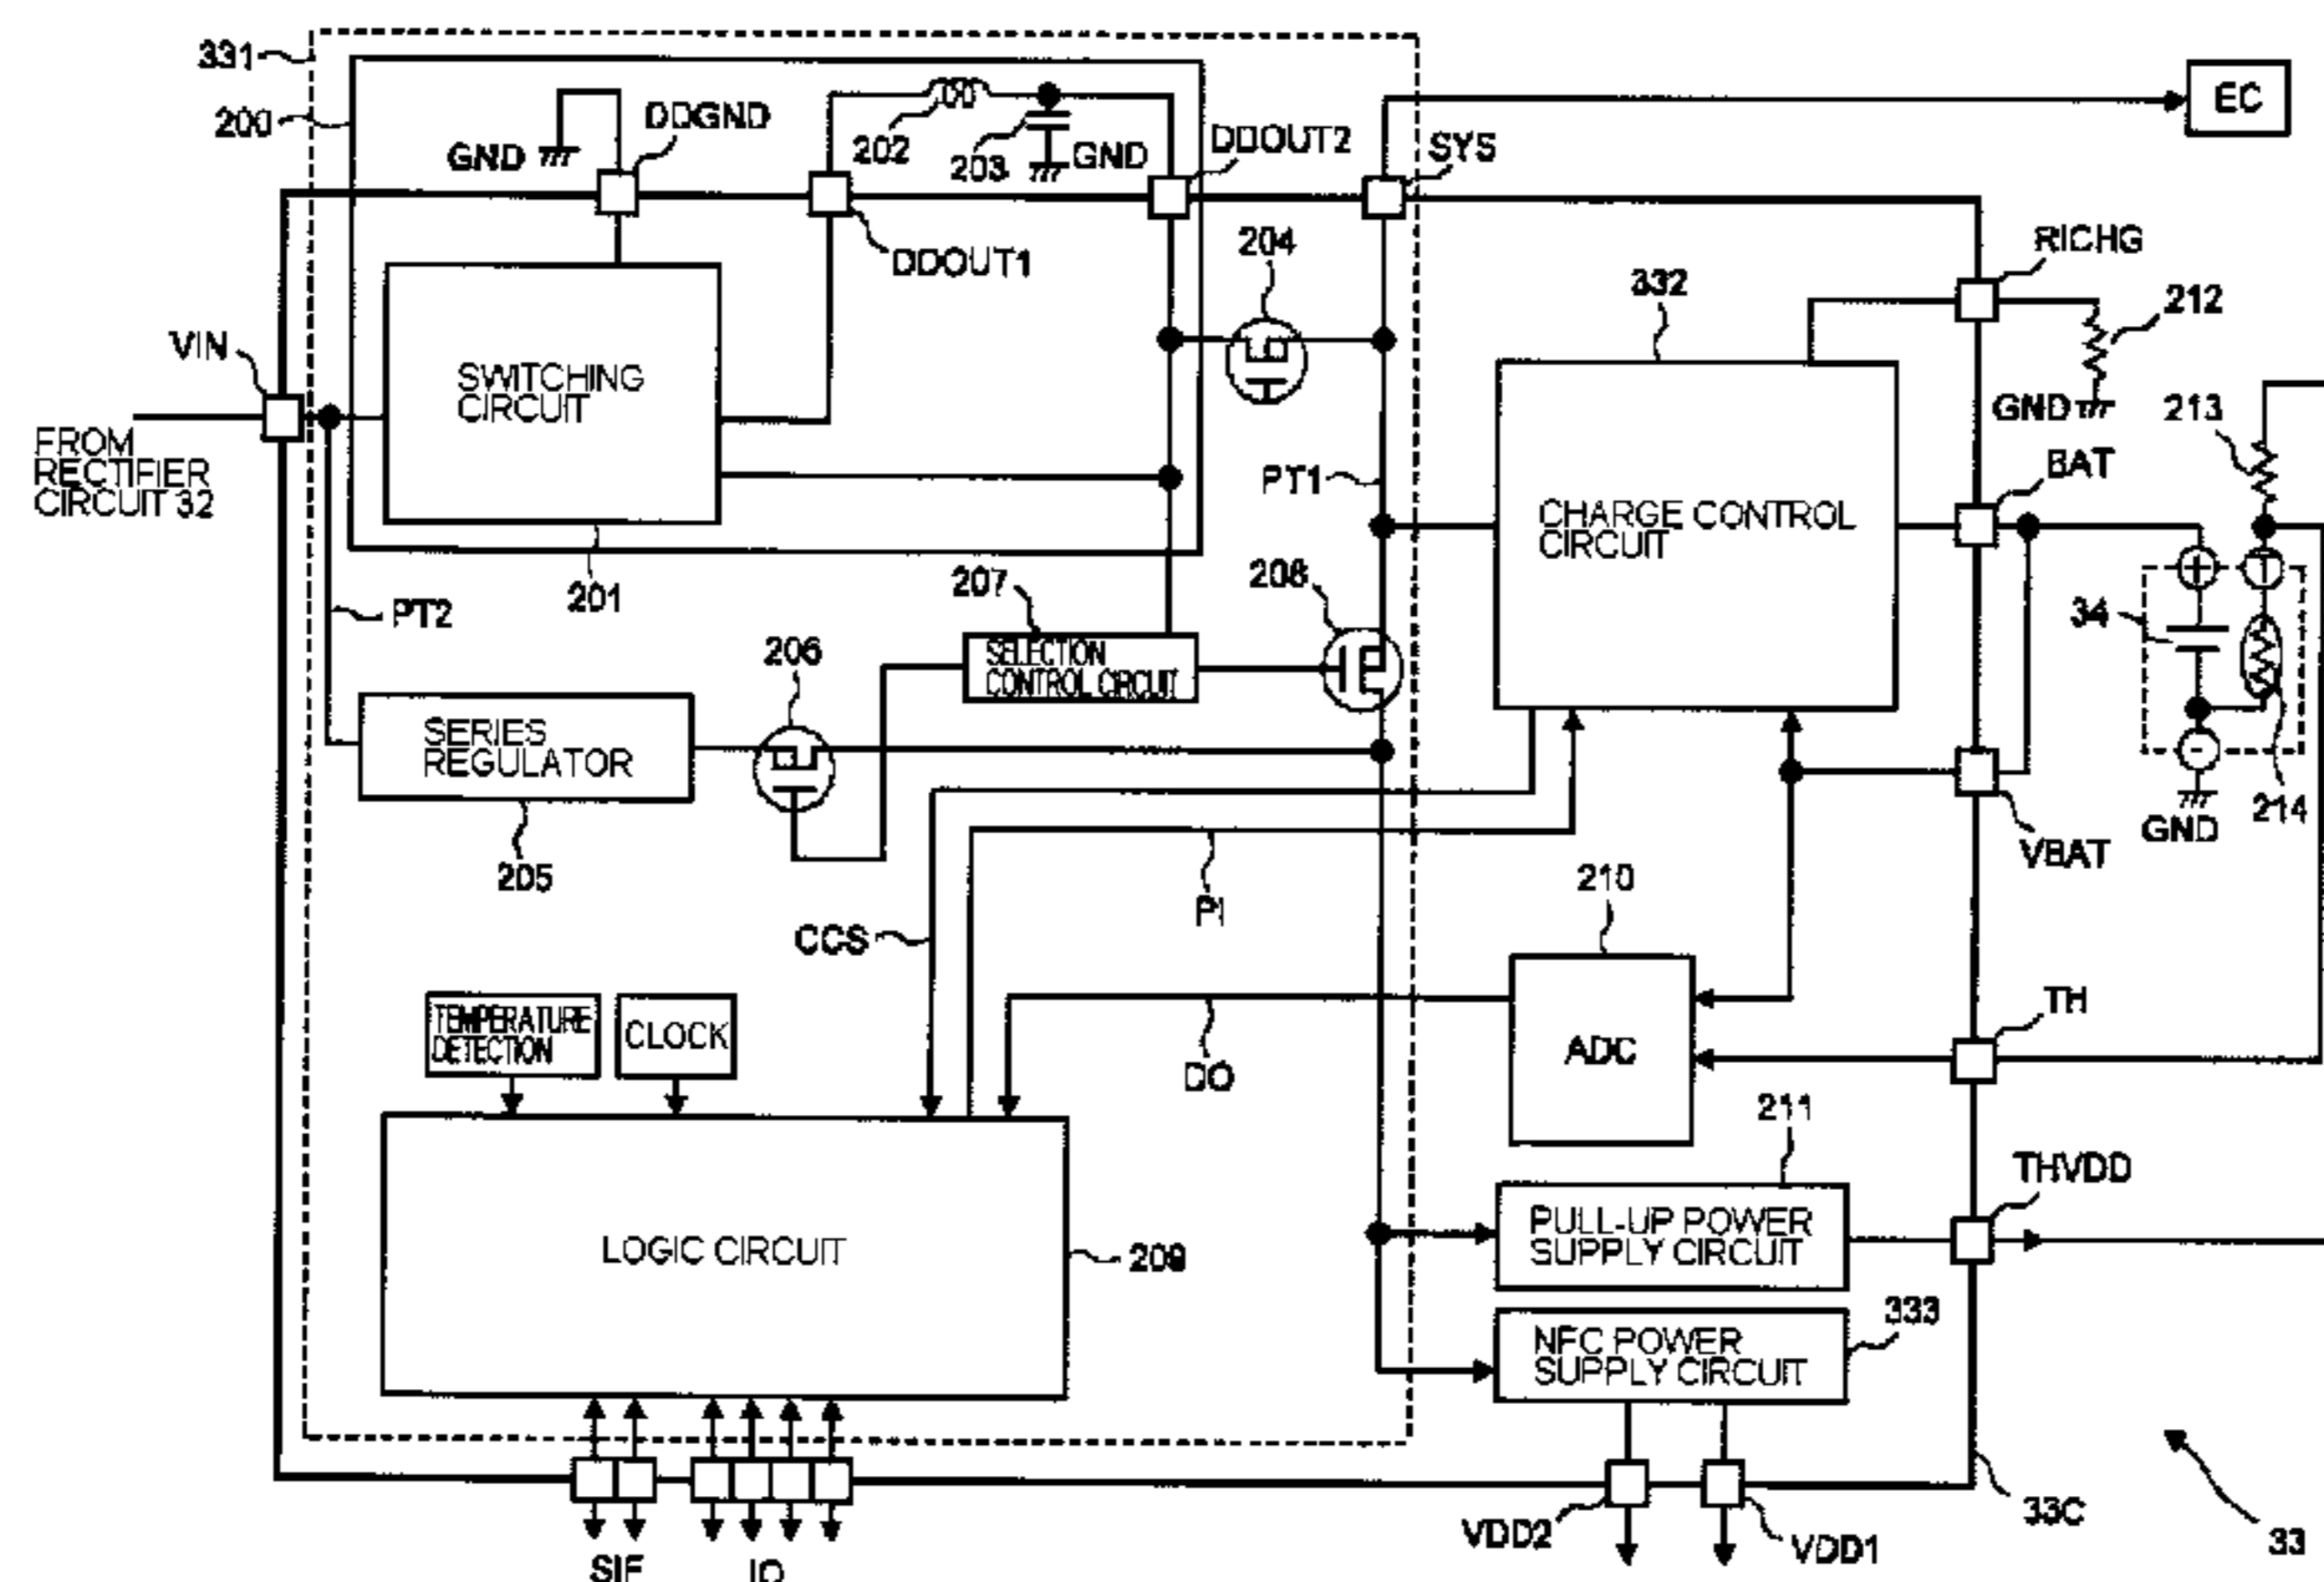 331
200
GND
DDGND
202
203
GND
DDOUT2
SYS
EC
DDOUT1
204
332
RICHG
212
VIN
SWITCHING
CIRCUIT
GND
213
FROM
RECTIFIER
CIRCUIT 32
PT1
CHARGE CONTROL
CIRCUIT
BAT
201
207
208
PT2
34
206
SELECTION
CONTROL CIRCUIT
SERIES
REGULATOR
214
GND
VBAT
205
210
PI
CCS
TH
TEMPERATURE
DETECTION
CLOCK
ADC
DO
211
THVDD
LOGIC CIRCUIT
209
PULL-UP POWER
SUPPLY CIRCUIT
333
NFC POWER
SUPPLY CIRCUIT
33C
VDD2
VDD1
33
SIF
IO
+
-